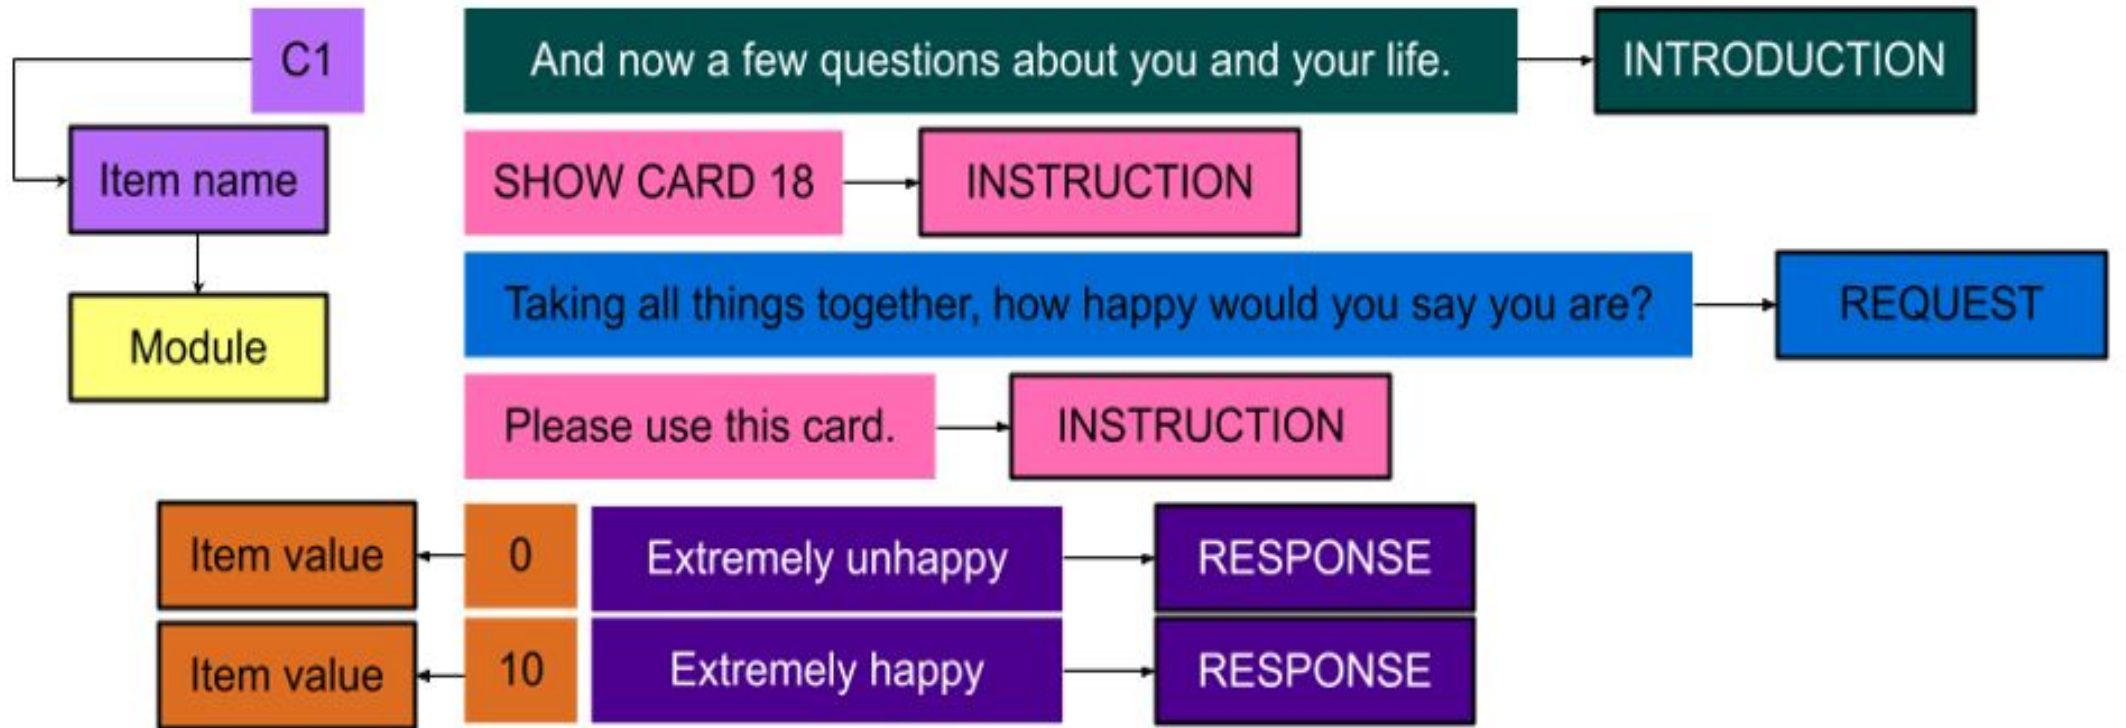 C1
And now a few questions about you and your life.
INTRODUCTION
Item name
SHOW CARD 18
INSTRUCTION
Taking all things together, how happy would you say you are?
REQUEST
Module
Please use this card.
INSTRUCTION
Item value
0
Extremely unhappy
RESPONSE
Item value
10
Extremely happy
RESPONSE